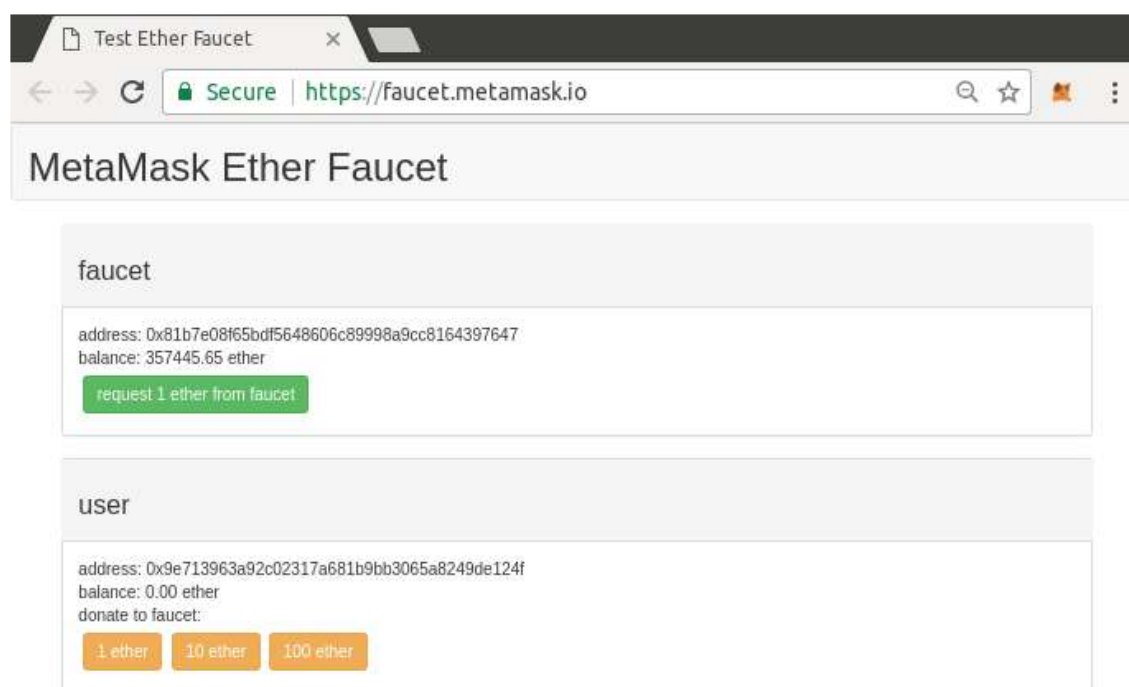 Test Ether Faucet
Secure | https://faucet.metamask.io
MetaMask Ether Faucet
faucet
address: 0x81b7e08f65bdf5648606c89998a9cc8164397647
balance: 357445.65 ether
request 1 ether from faucet
user
address: 0x9e713963a92c02317a681b9bb3065a8249de124f
balance: 0.00 ether
donate to faucet:
1 ether 10 ether 100 ether